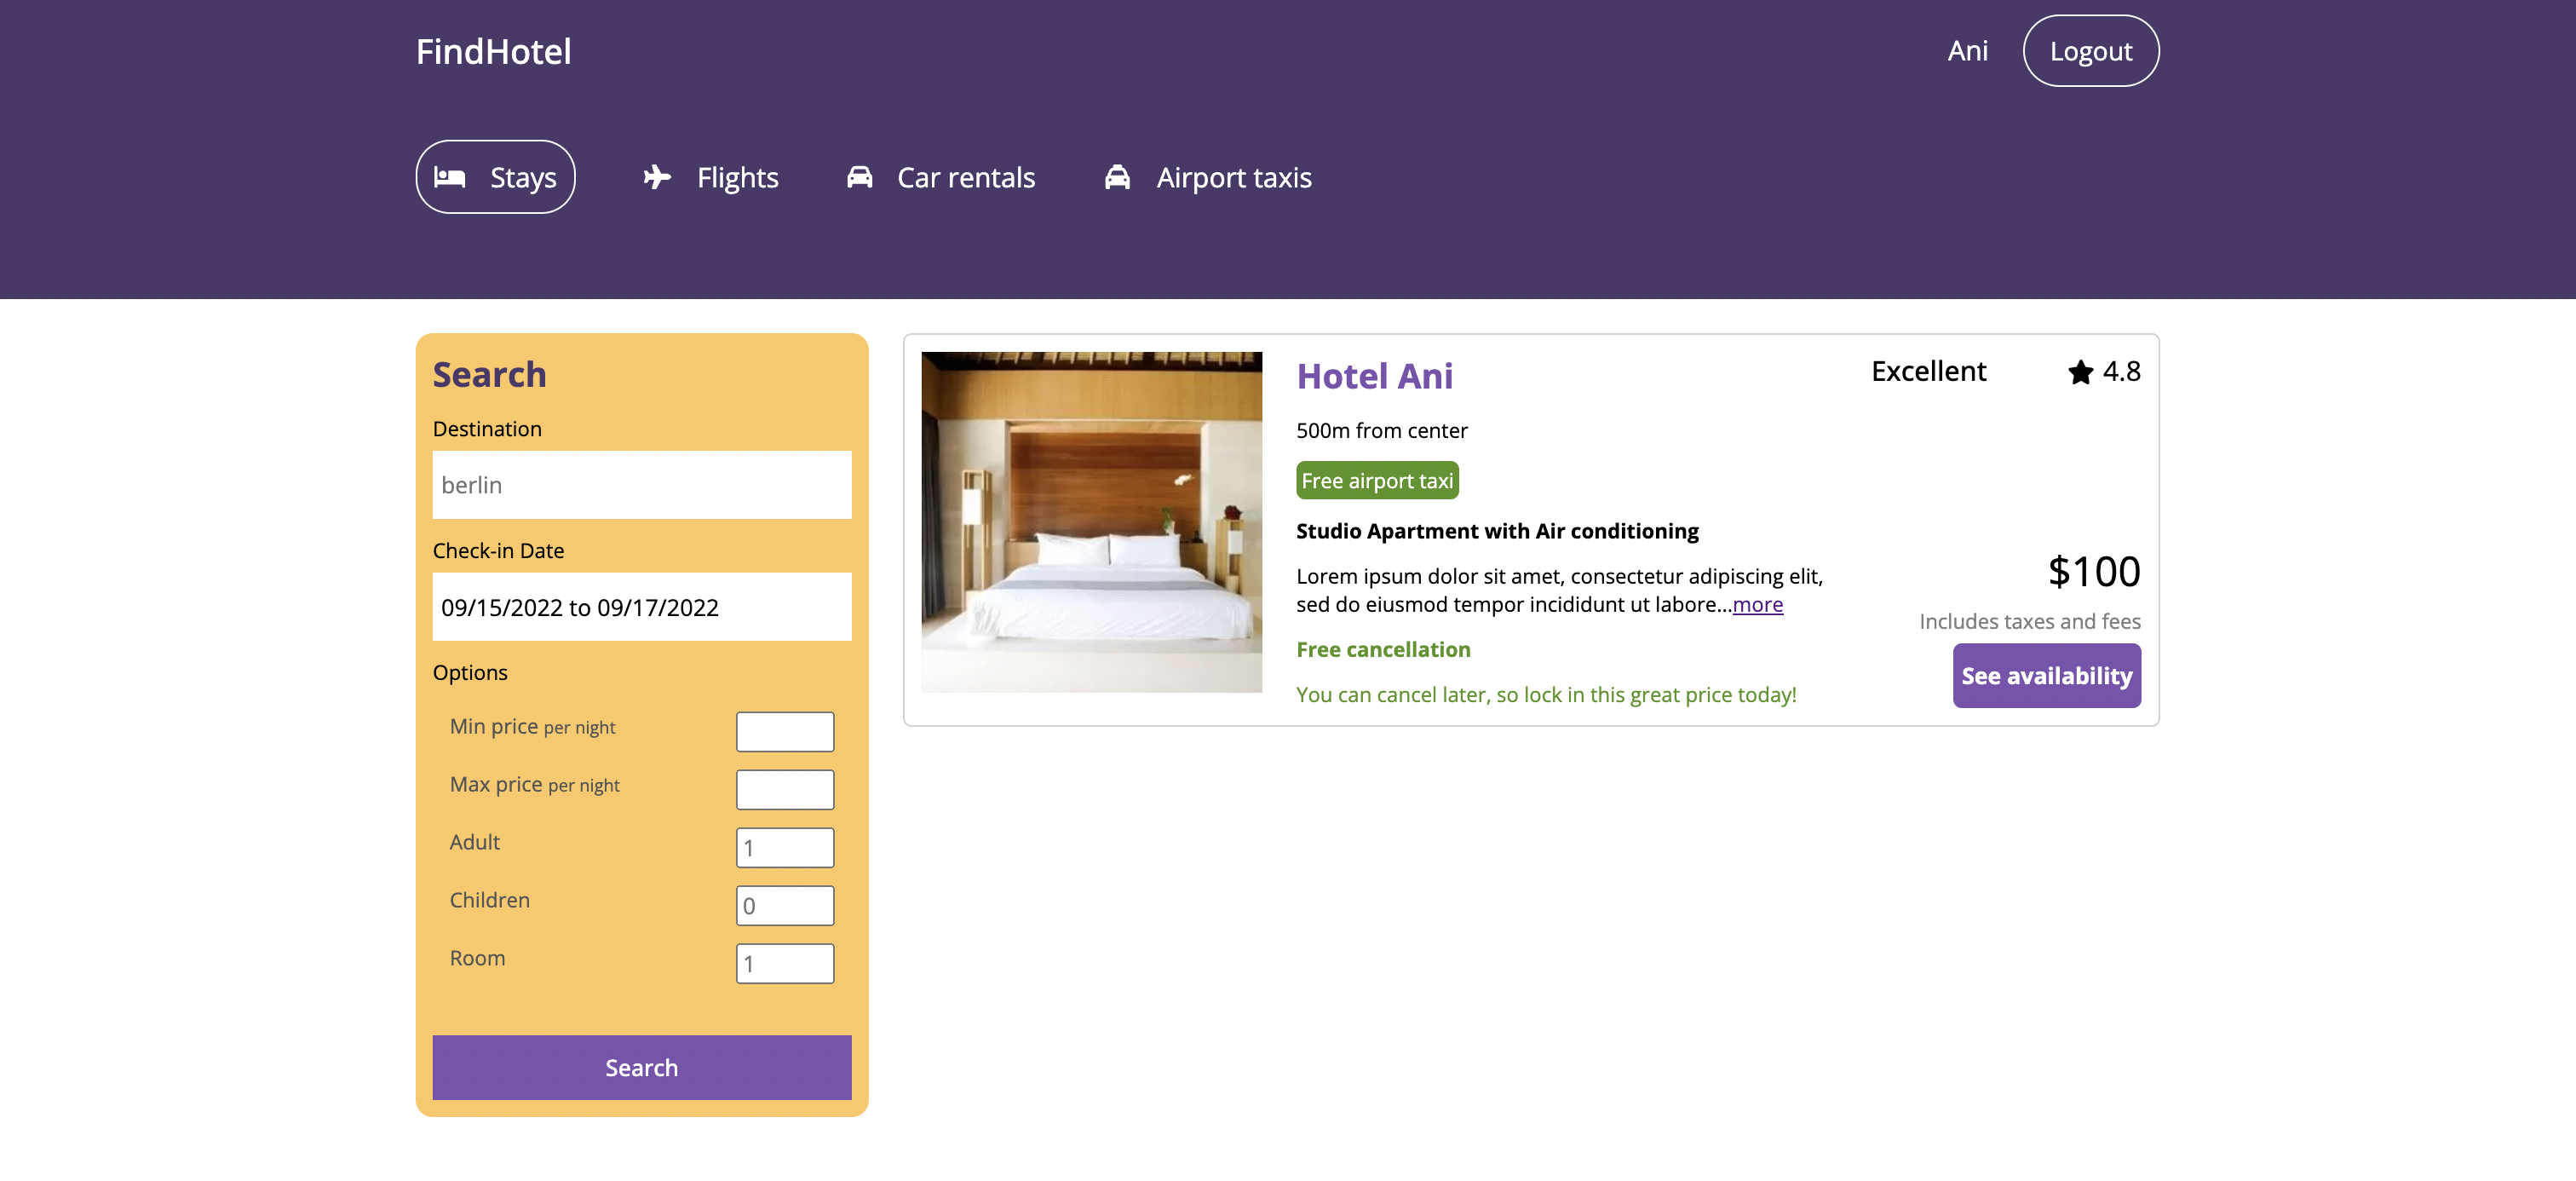 FindHotel
Ani
Logout
Stays
Flights
Car rentals
Airport taxis
Search
Destination
berlin
Check-in Date
09/15/2022 to 09/17/2022
Options
Min price per night
Max price per night
Adult
1
Children
0
Room
1
Search
Hotel Ani
500m from center
Free airport taxi
Studio Apartment with Air conditioning
Lorem ipsum dolor sit amet, consectetur adipiscing elit,
sed do eiusmod tempor incididunt ut labore...more
Free cancellation
You can cancel later, so lock in this great price today!
Excellent
4.8
$100
Includes taxes and fees
See availability